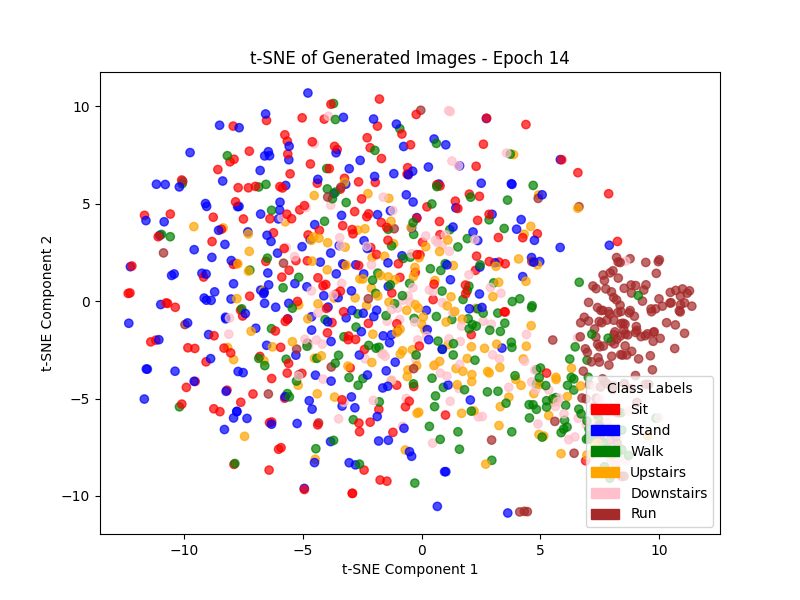 t-SNE of Generated Images - Epoch 14
t-SNE Component 2
10
5
0
−5
−10
−10
−5
0
5
10
t-SNE Component 1
Class Labels
Sit
Stand
Walk
Upstairs
Downstairs
Run